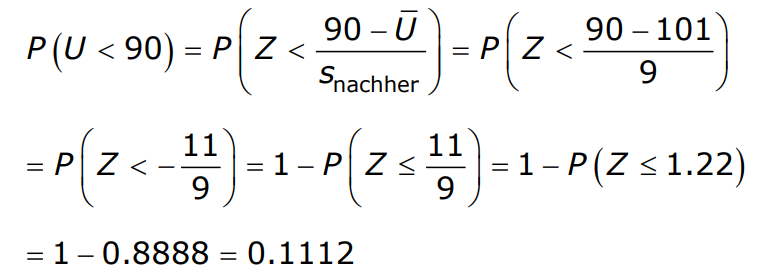 P(U < 90) = P(Z < (90 − Ū)/s_nachher) = P(Z < (90 − 101)/9)
= P(Z < −11/9) = 1 − P(Z ≤ 11/9) = 1 − P(Z ≤ 1.22)
= 1 − 0.8888 = 0.1112